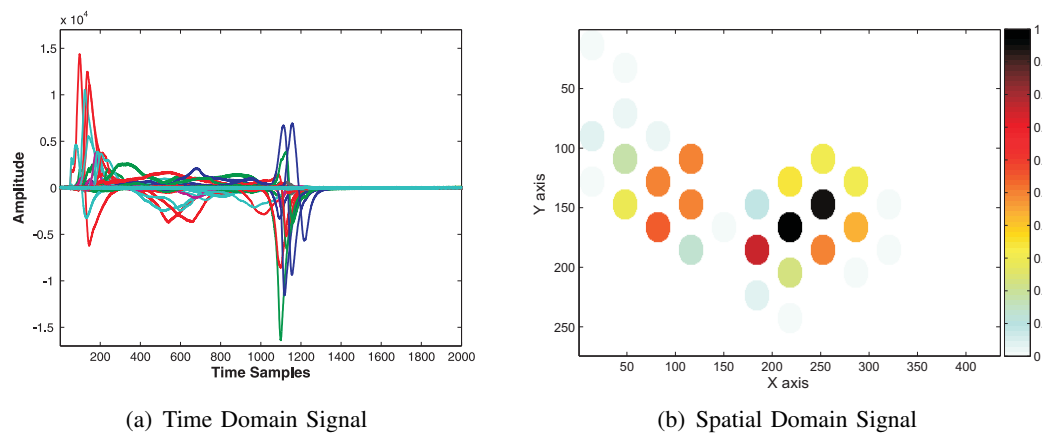 x 10⁴
1.5
1
0.5
0
-0.5
-1
-1.5
Amplitude
200 400 600 800 1000 1200 1400 1600 1800 2000
Time Samples
(a) Time Domain Signal
50
100
150
200
250
Y axis
50 100 150 200 250 300 350 400
X axis
1
0.
0.
0.
0.
0.
0.
0.
0.
0.
0
(b) Spatial Domain Signal